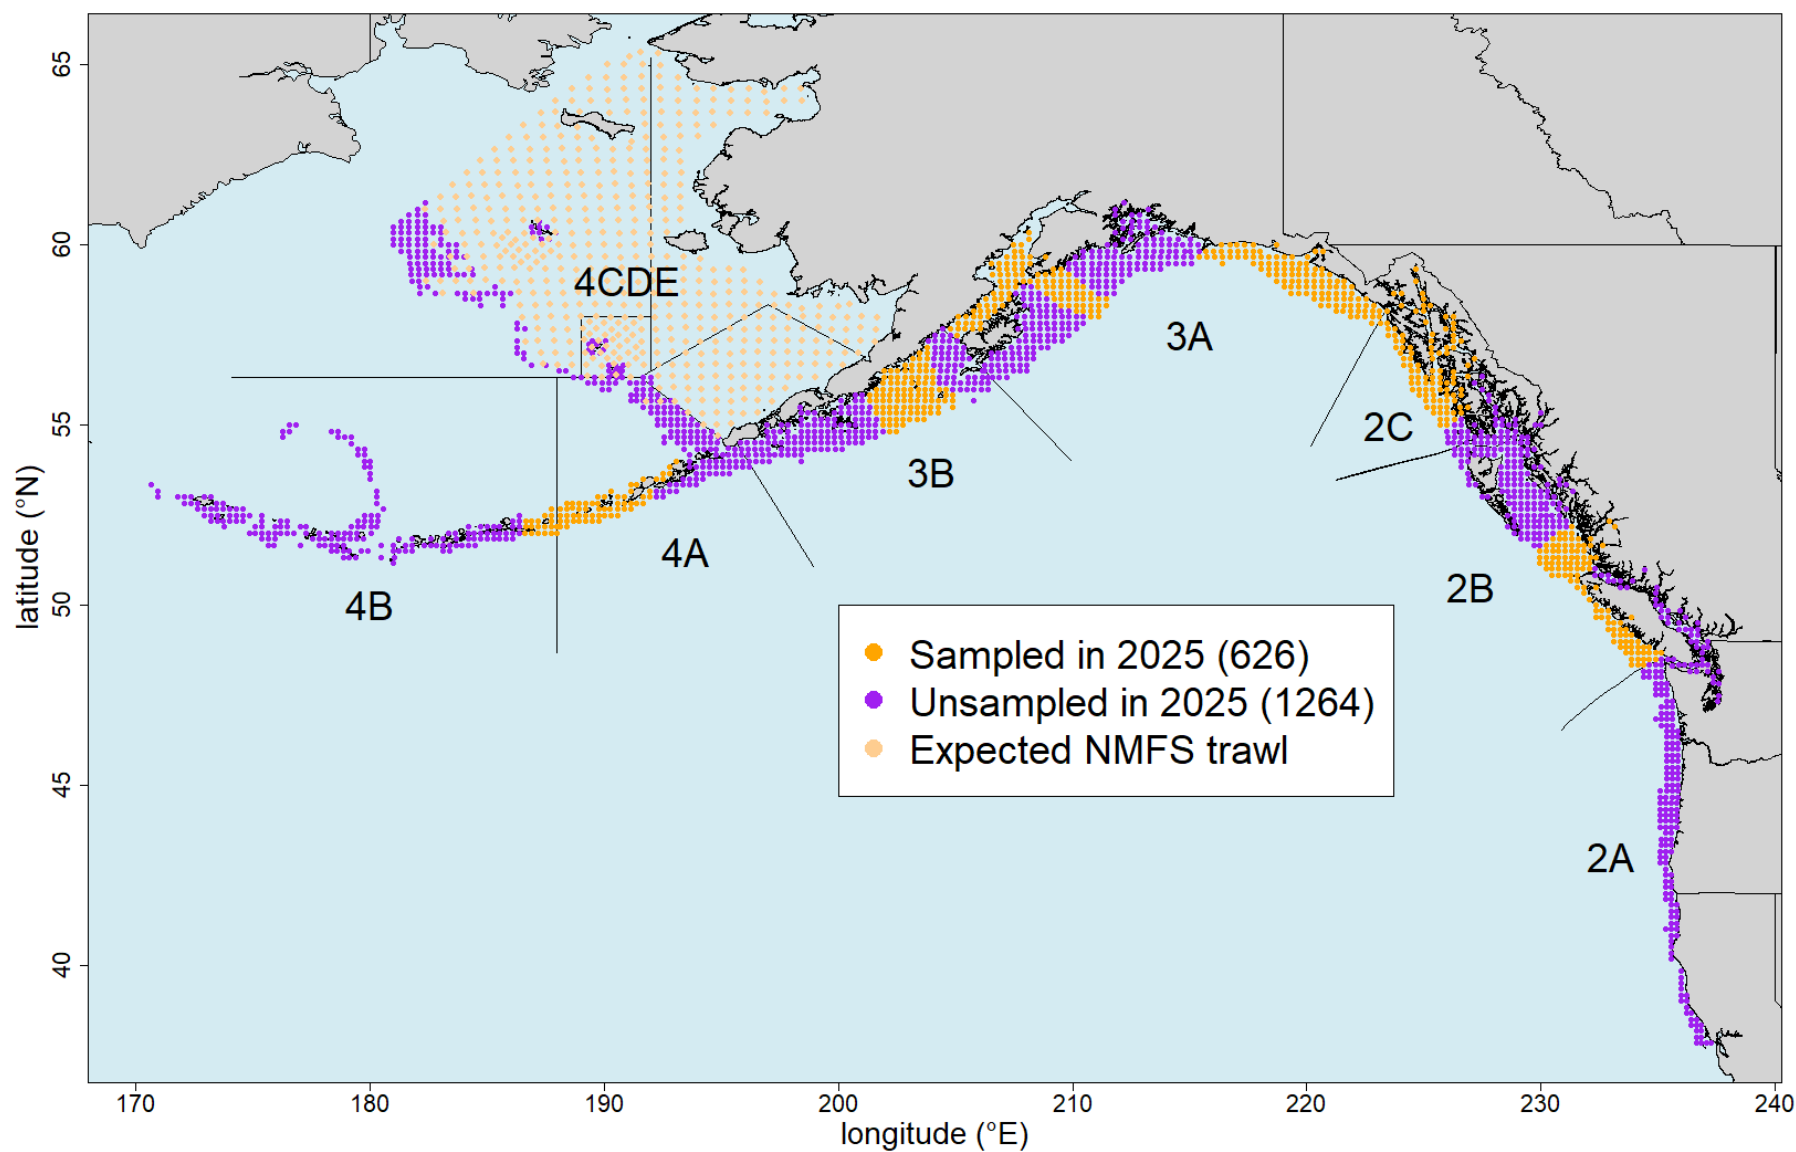 65
60
55
50
45
40
latitude (°N)
4CDE
3A
2C
3B
4A
2B
4B
Sampled in 2025 (626)
Unsampled in 2025 (1264)
Expected NMFS trawl
2A
170
180
190
200
210
220
230
240
longitude (°E)